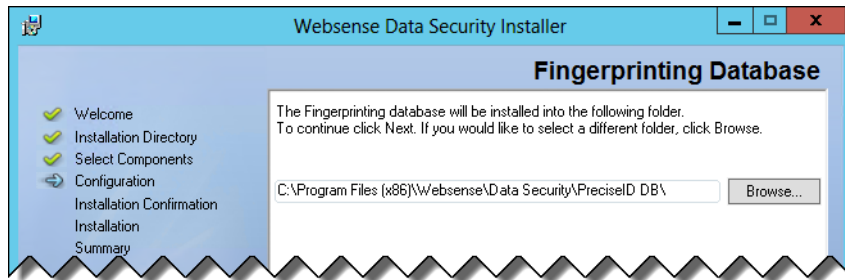 Websense Data Security Installer
Fingerprinting Database
Welcome
Installation Directory
Select Components
Configuration
Installation Confirmation
Installation
Summary
The Fingerprinting database will be installed into the following folder.
To continue click Next. If you would like to select a different folder, click Browse.
C:\Program Files (x86)\Websense\Data Security\PreciseID DB\
Browse...